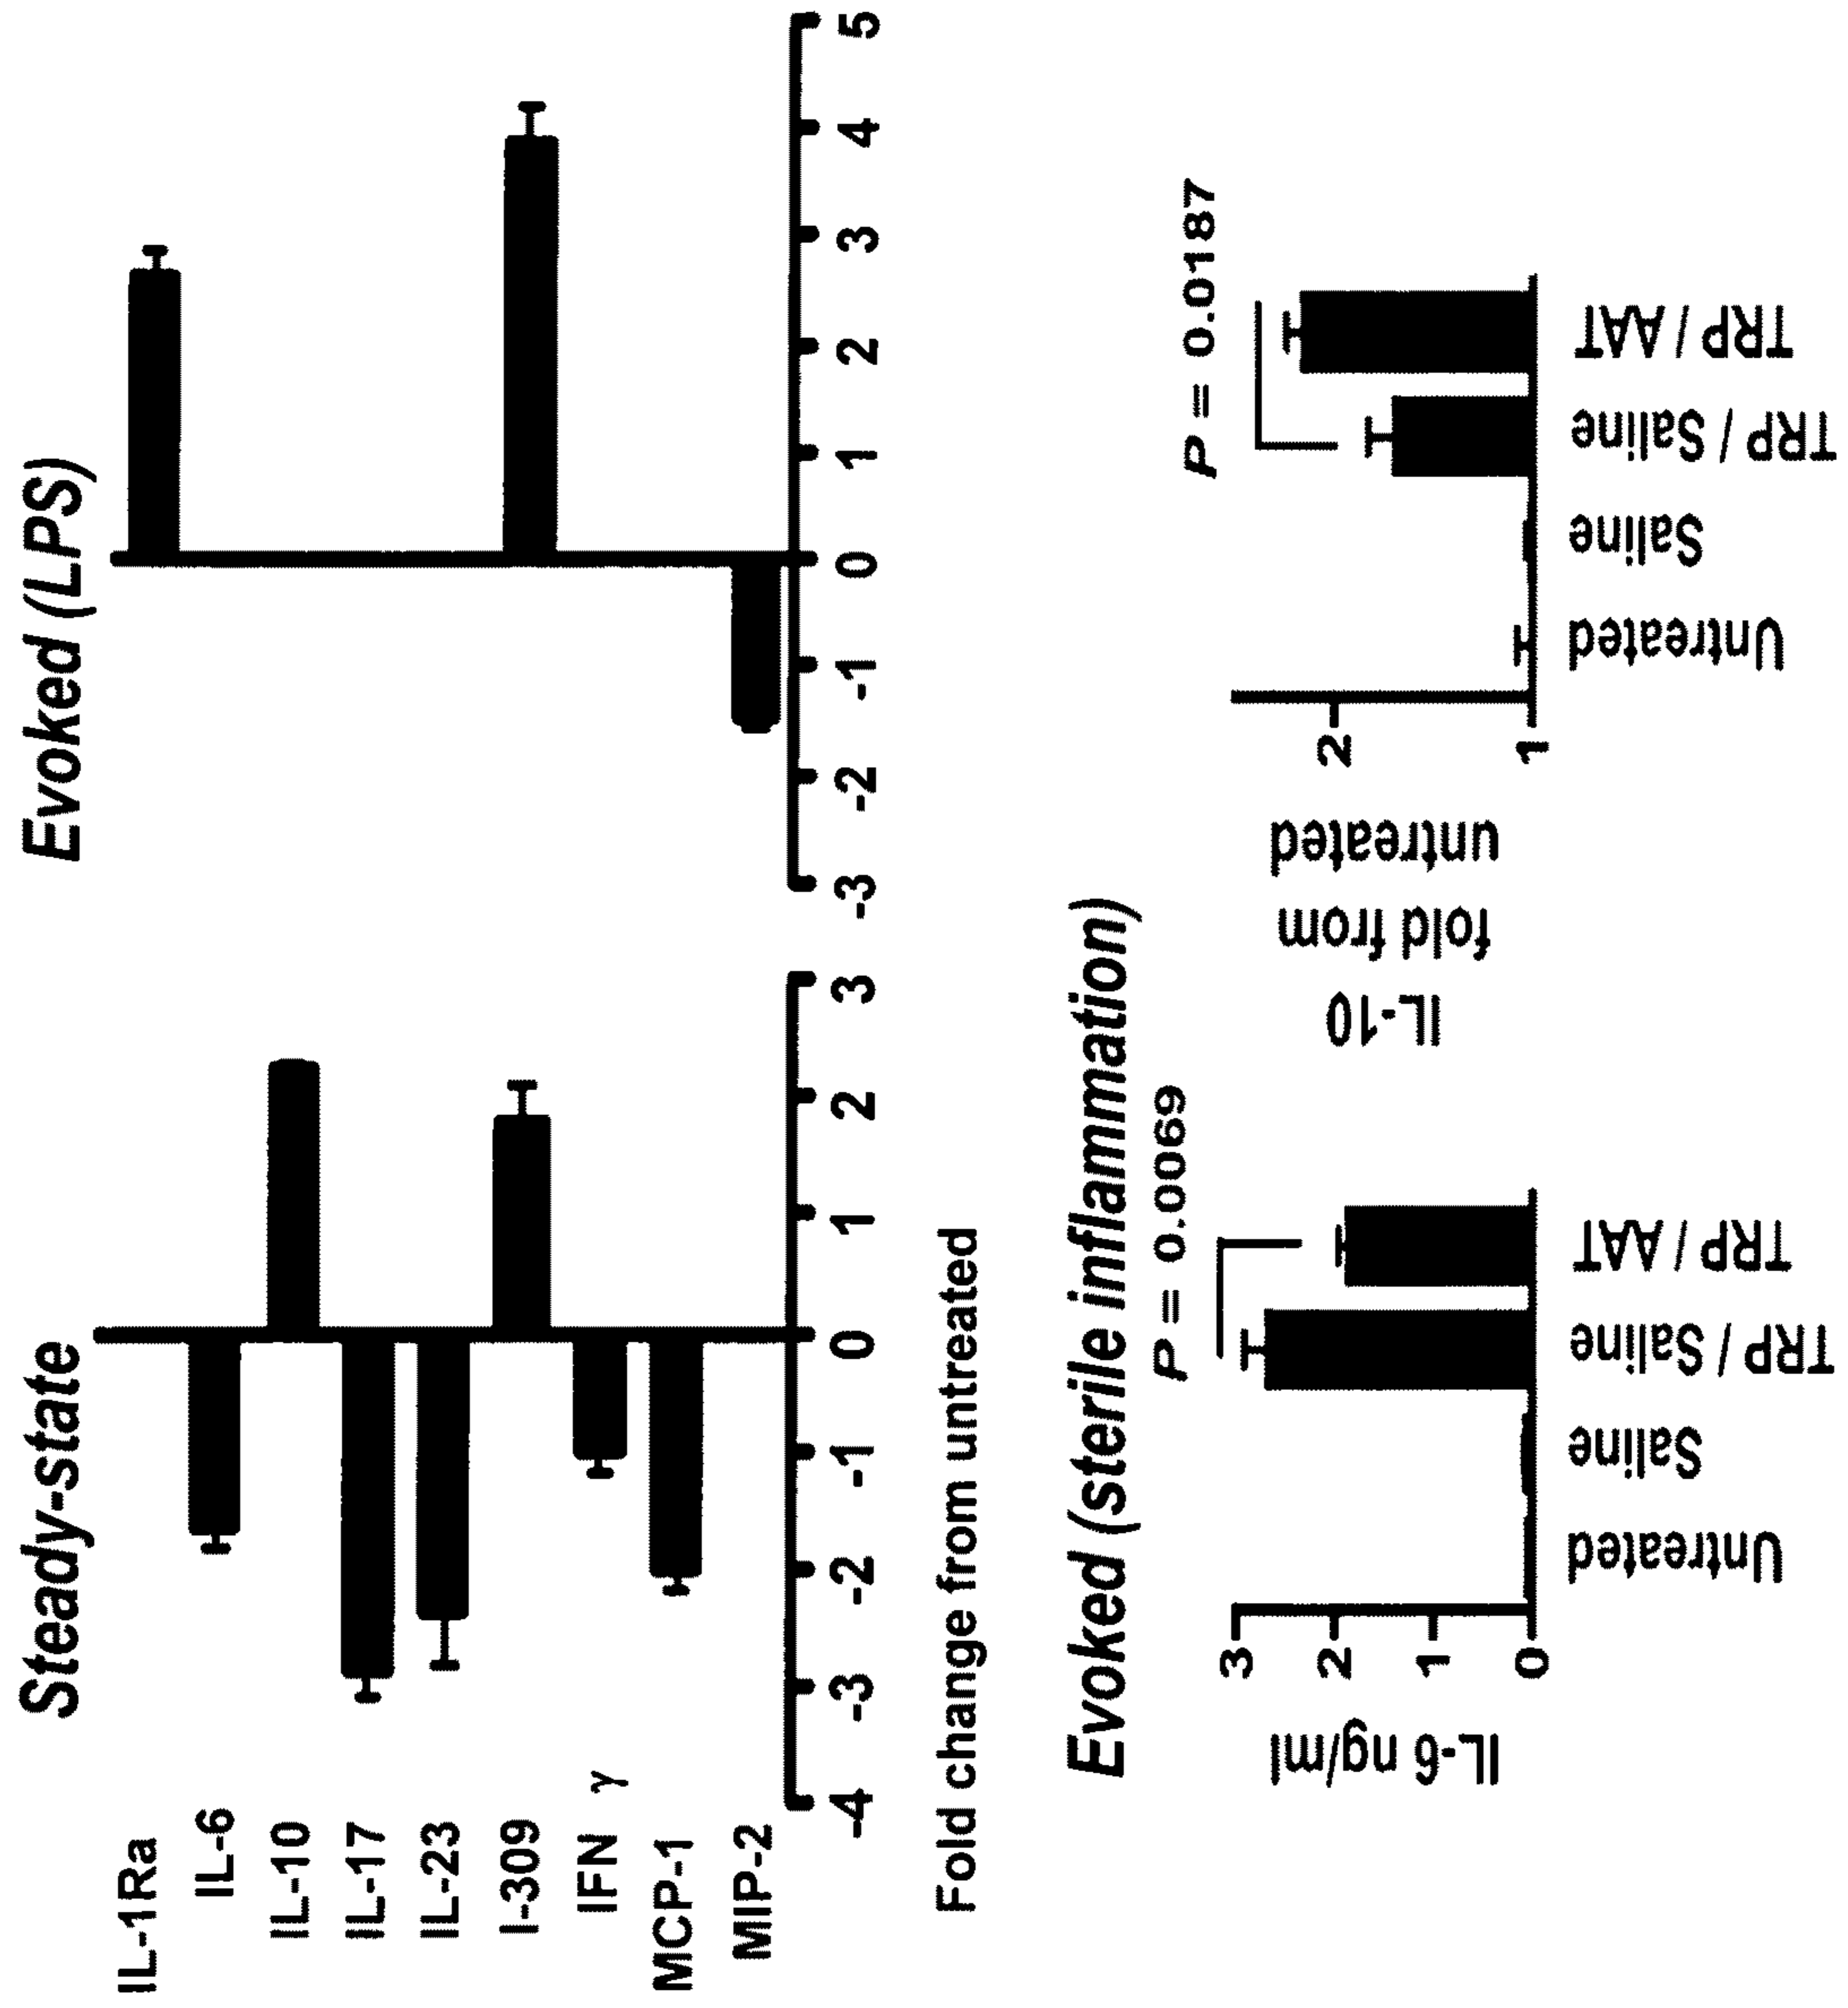 Steady-state
Evoked (LPS)
IL-1Ra
IL-6
IL-10
IL-17
IL-23
I-309
IFN γ
MCP-1
MIP-2
-4 -3 -2 -1 0 1 2 3
-3 -2 -1 0 1 2 3 4 5
Fold change from untreated
Evoked (sterile inflammation)
P = 0.0069
IL-6 ng/ml
3
2
1
0
Untreated
Saline
TRP / Saline
TRP / AAT
P = 0.0187
IL-10
fold from
untreated
2
1
Untreated
Saline
TRP / Saline
TRP / AAT